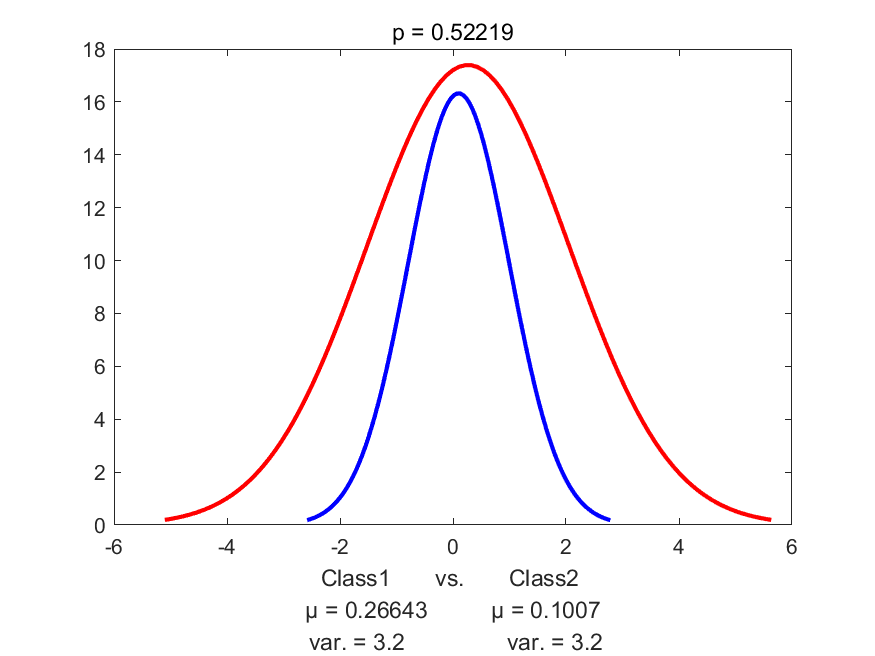 p = 0.52219
18
16
14
12
10
8
6
4
2
0
-6 -4 -2 0 2 4 6
Class1 vs. Class2
μ = 0.26643 μ = 0.1007
var. = 3.2 var. = 3.2